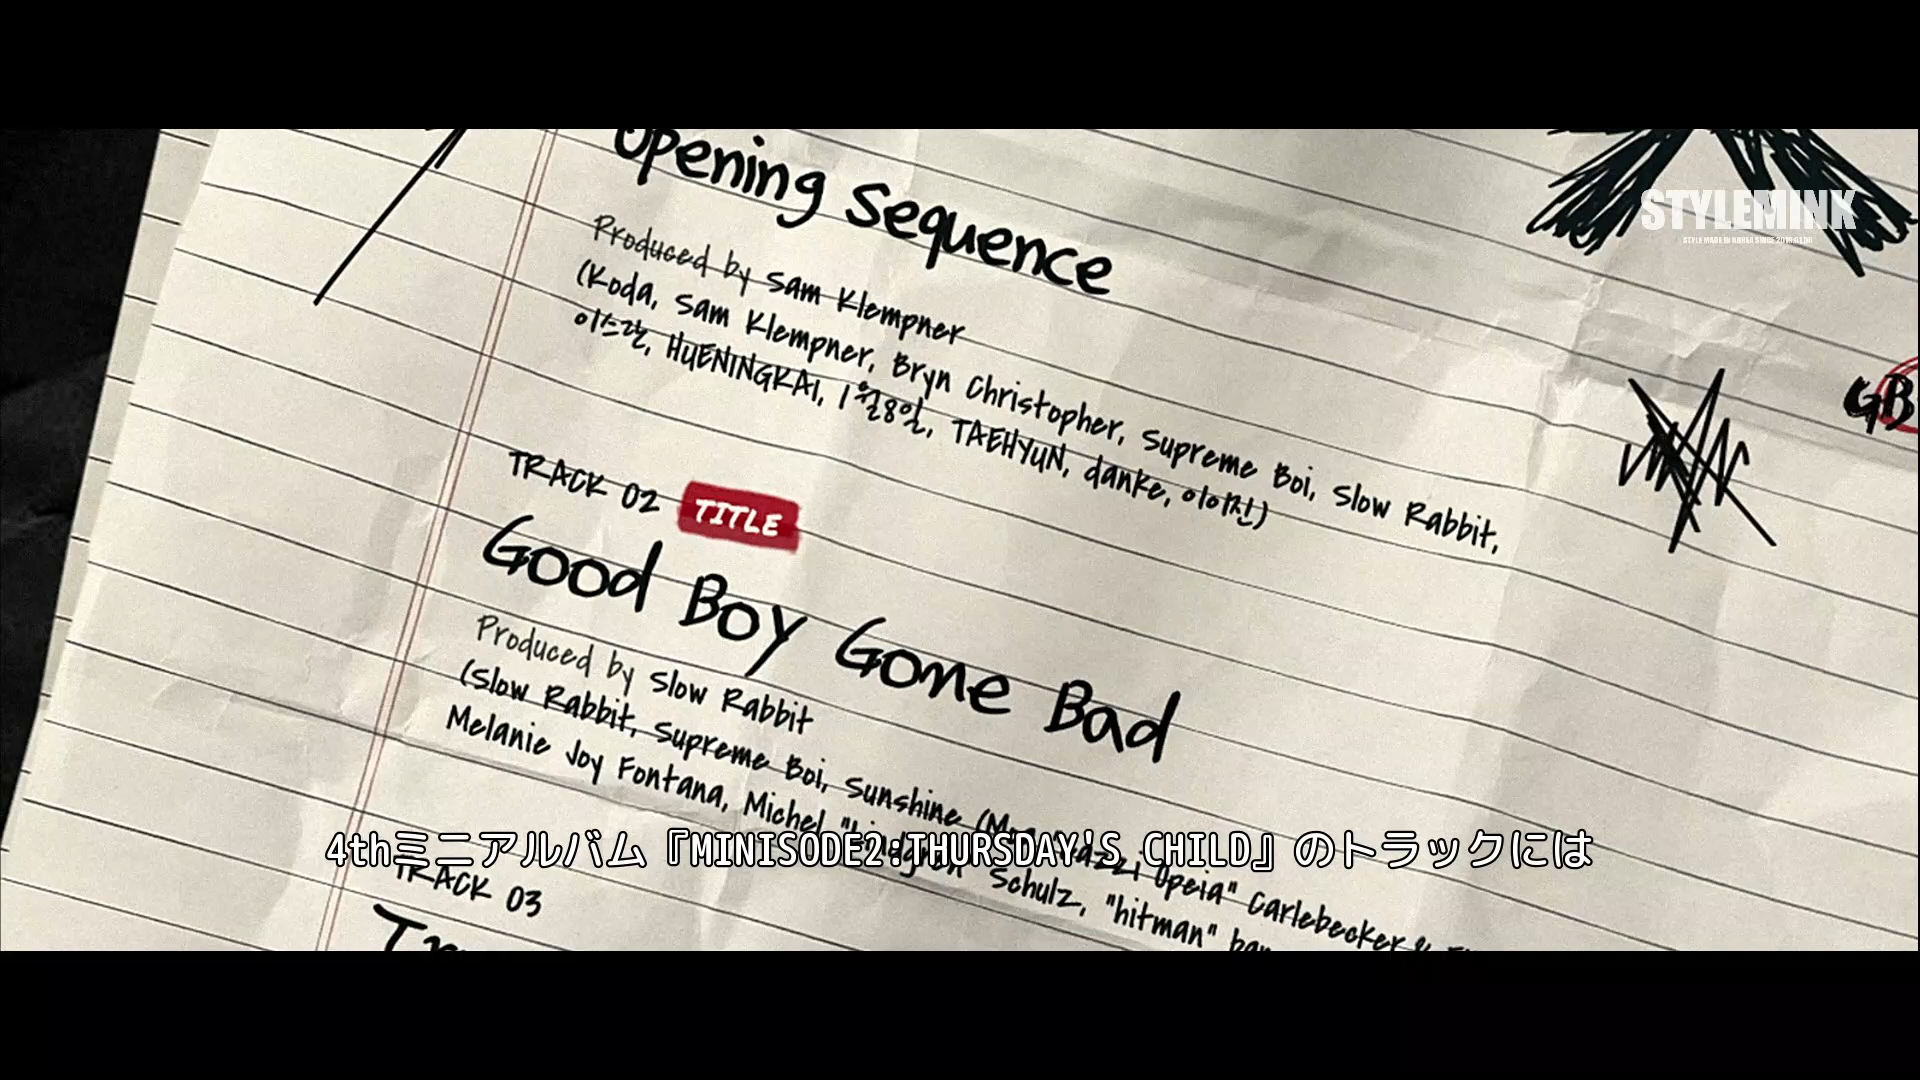 Opening Sequence
STYLEMINK
Produced by Sam Klempner
(Koda, Sam Klempner, Bryn Christopher, Supreme Boi, Slow Rabbit,
이스란, HUENINGKAI, 1월8일, TAEHYUN, danke, 이이진)
GB
TRACK 02 TITLE
Good Boy Gone Bad
Produced by Slow Rabbit
(Slow Rabbit, Supreme Boi, Sunshine Opeia" Carlebecker &
Melanie Joy Fontana, Michel Schulz, "hitman"
4thミニアルバム『MINISODE2:THURSDAY'S CHILD』のトラックには
TRACK 03